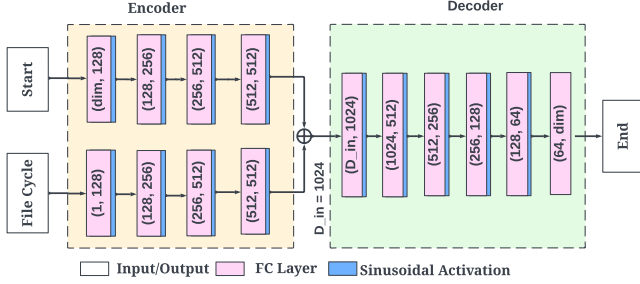 Encoder
Decoder
Start
(dim, 128)
(128, 256)
(256, 512)
(512, 512)
File Cycle
(1, 128)
(128, 256)
(256, 512)
(512, 512)
D_in = 1024
(D_in, 1024)
(1024, 512)
(512, 256)
(256, 128)
(128, 64)
(64, dim)
End
Input/Output
FC Layer
Sinusoidal Activation